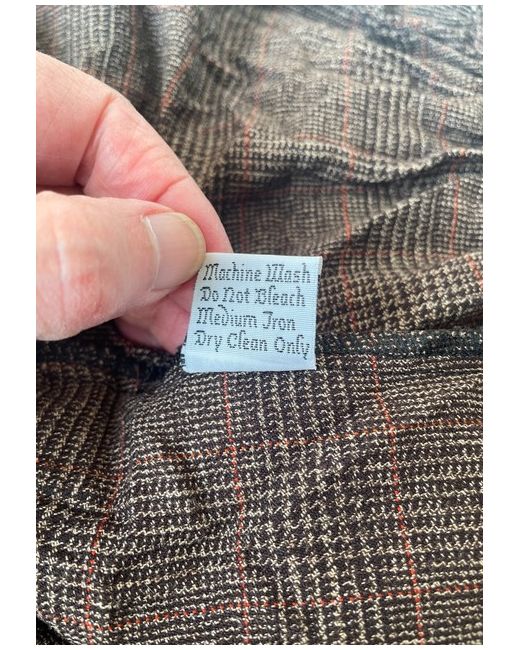 Machine Wash
Do Not Bleach
Medium Iron
Dry Clean Only